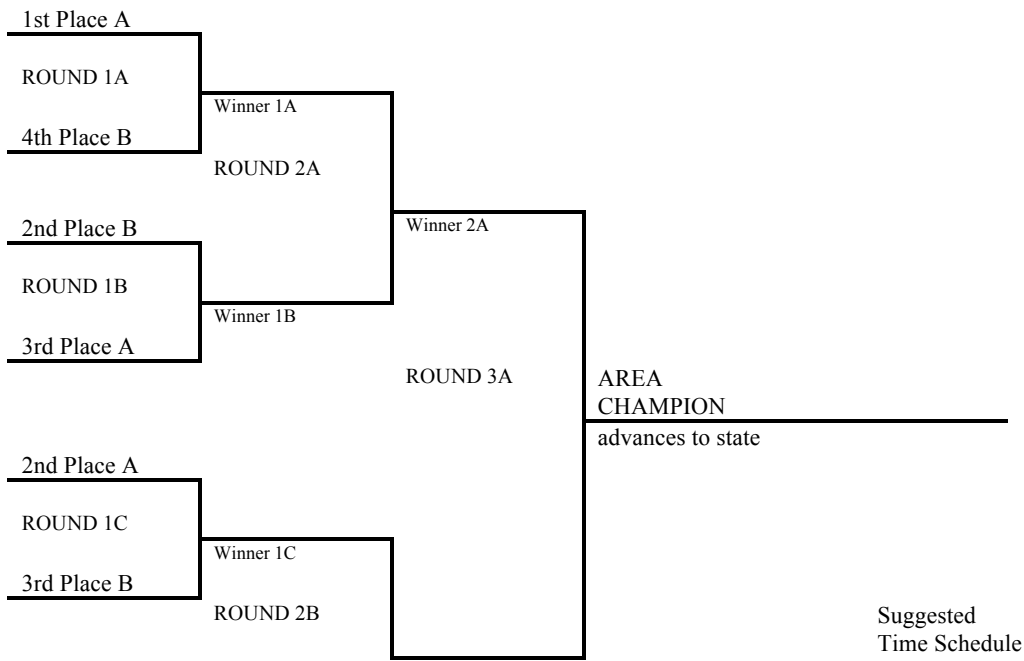 1st Place A
ROUND 1A
Winner 1A
4th Place B
ROUND 2A
2nd Place B
Winner 2A
ROUND 1B
Winner 1B
3rd Place A
ROUND 3A
AREA
CHAMPION
advances to state
2nd Place A
ROUND 1C
Winner 1C
3rd Place B
ROUND 2B
Suggested
Time Schedule